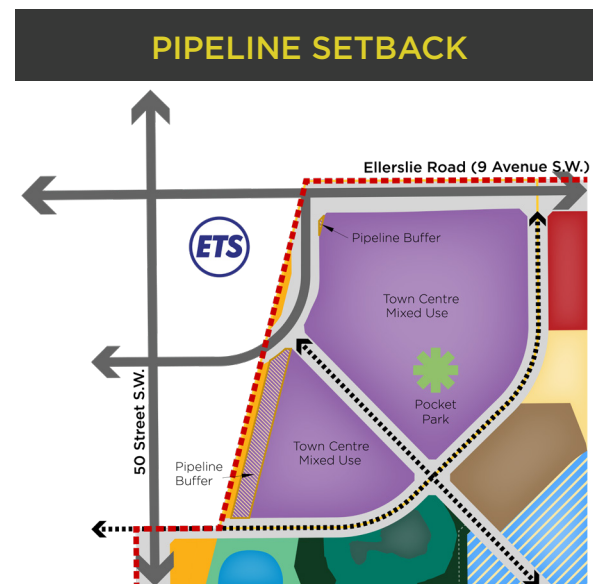 PIPELINE SETBACK
Ellerslie Road (9 Avenue S.W.)
ETS
Pipeline Buffer
Town Centre
Mixed Use
Pocket
Park
50 Street S.W.
Town Centre
Mixed Use
Pipeline
Buffer